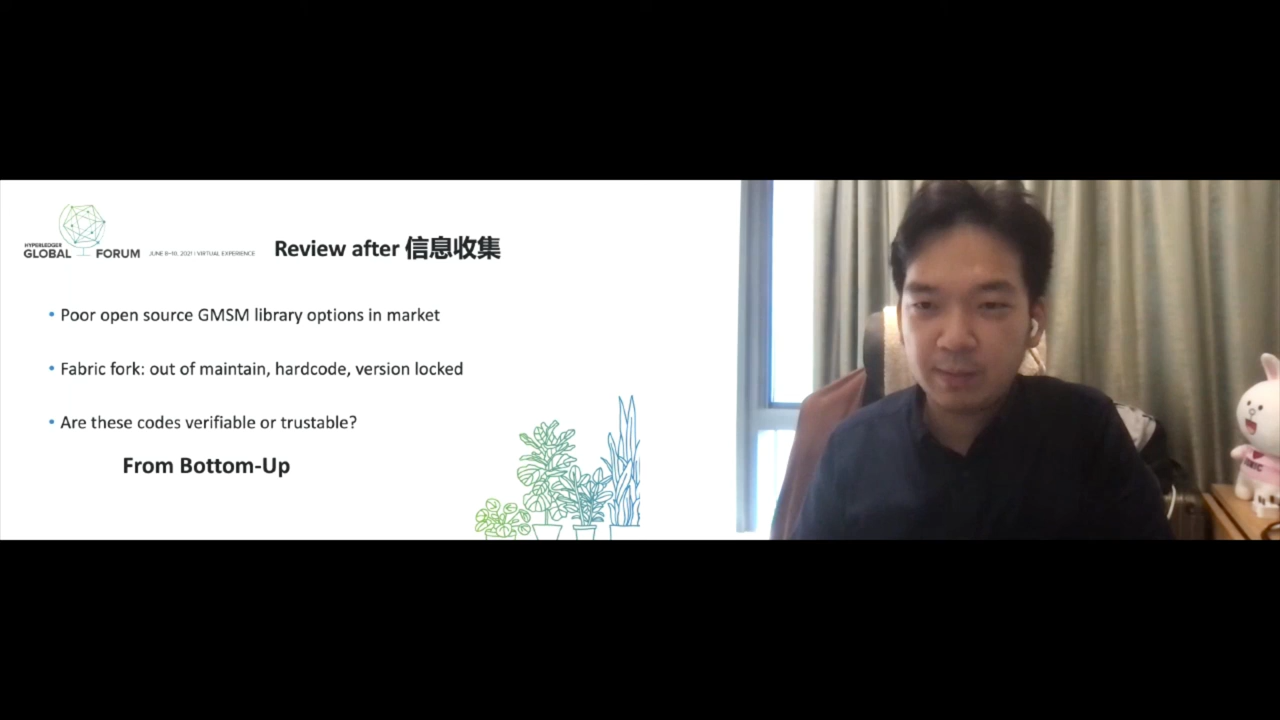 HYPERLEDGER
GLOBAL FORUM
JUNE 8-10, 2021 | VIRTUAL EXPERIENCE
Review after 信息收集
• Poor open source GMSM library options in market
• Fabric fork: out of maintain, hardcode, version locked
• Are these codes verifiable or trustable?
From Bottom-Up